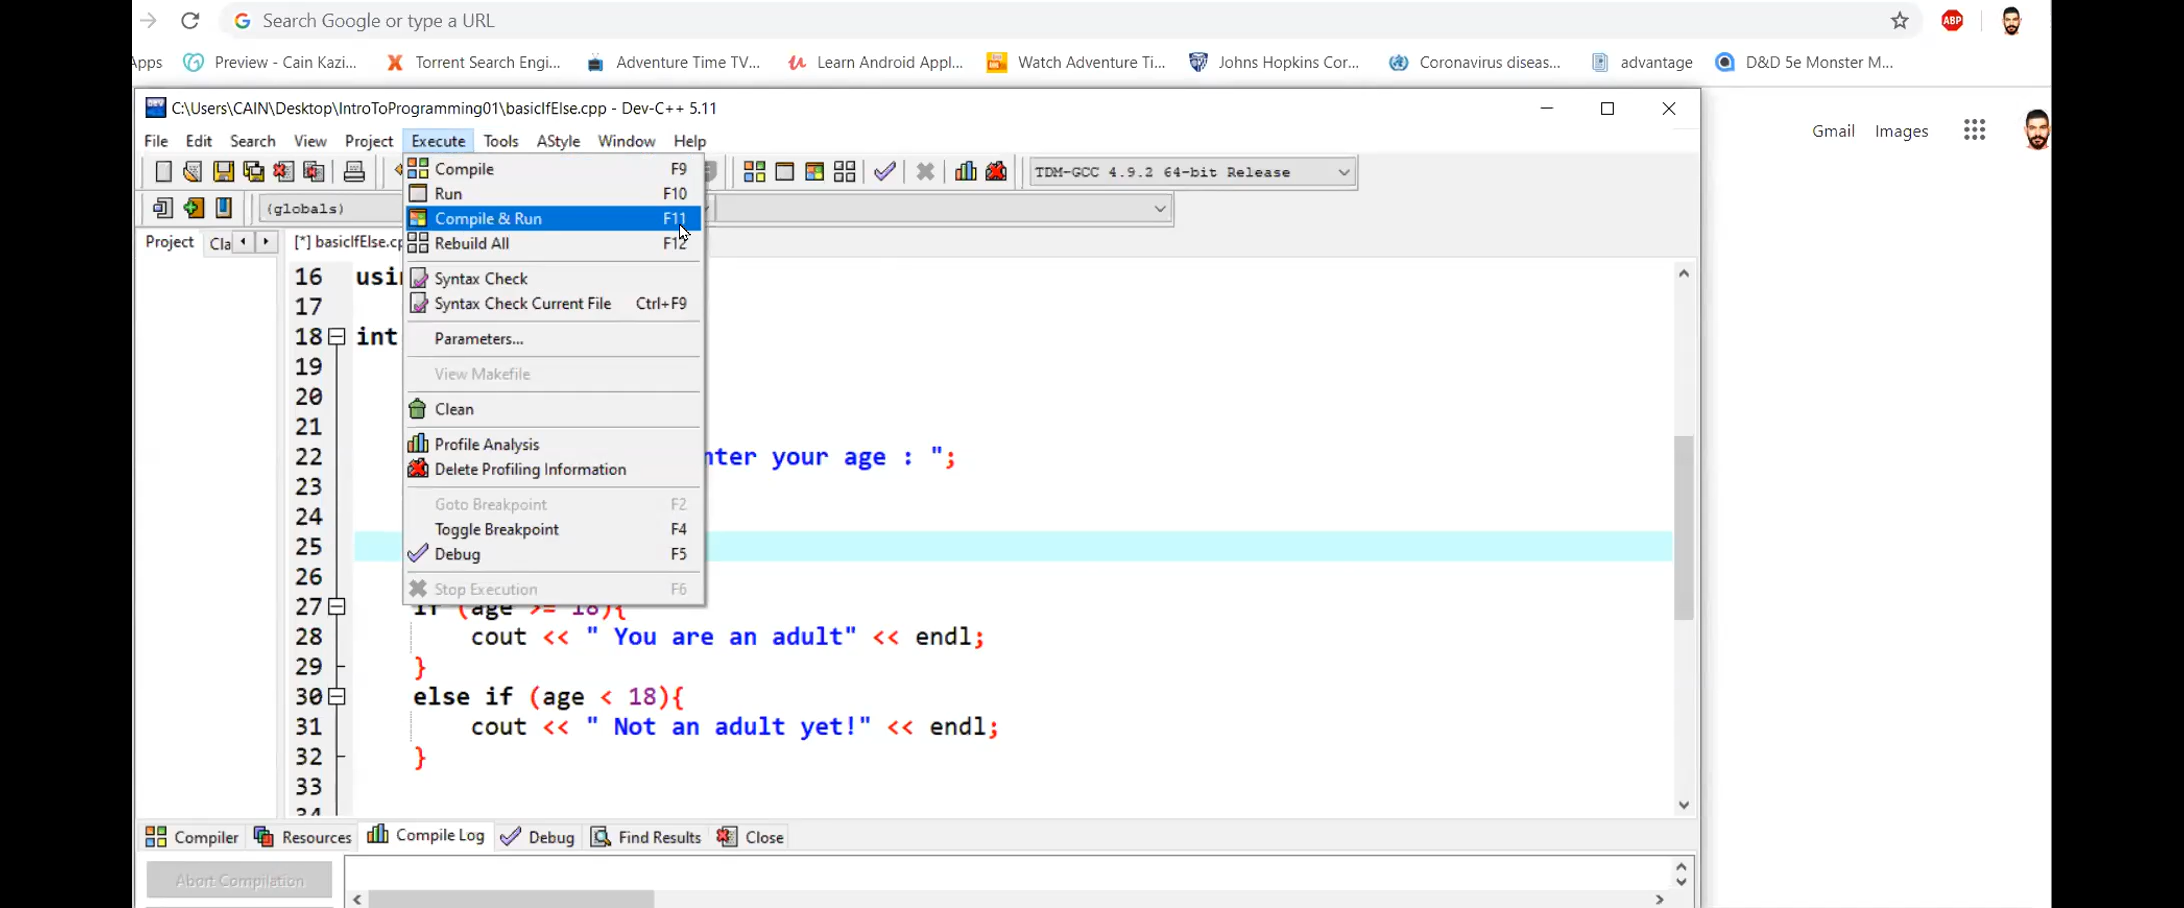 Search Google or type a URL
ABP
Apps
Preview - Cain Kazi...
Torrent Search Engi...
Adventure Time TV...
Learn Android Appl...
Watch Adventure Ti...
Johns Hopkins Cor...
Coronavirus diseas...
advantage
D&D 5e Monster M...
Gmail Images
DEV C:\Users\CAIN\Desktop\IntroToProgramming01\basicIfElse.cpp - Dev-C++ 5.11
File Edit Search View Project Execute Tools AStyle Window Help
TDM-GCC 4.9.2 64-bit Release
(globals)
Project Cla [*] basicIfElse.cp
Compile F9
Run F10
Compile & Run F11
Rebuild All F12
Syntax Check
Syntax Check Current File Ctrl+F9
Parameters...
View Makefile
Clean
Profile Analysis
Delete Profiling Information
Goto Breakpoint F2
Toggle Breakpoint F4
Debug F5
Stop Execution F6
16 usin
17
18 int
19
20
21
22 nter your age : ";
23
24
25
26
27 if (age >= 18){
28 cout << " You are an adult" << endl;
29 }
30 else if (age < 18){
31 cout << " Not an adult yet!" << endl;
32 }
33
34
Compiler Resources Compile Log Debug Find Results Close
Abort Compilation